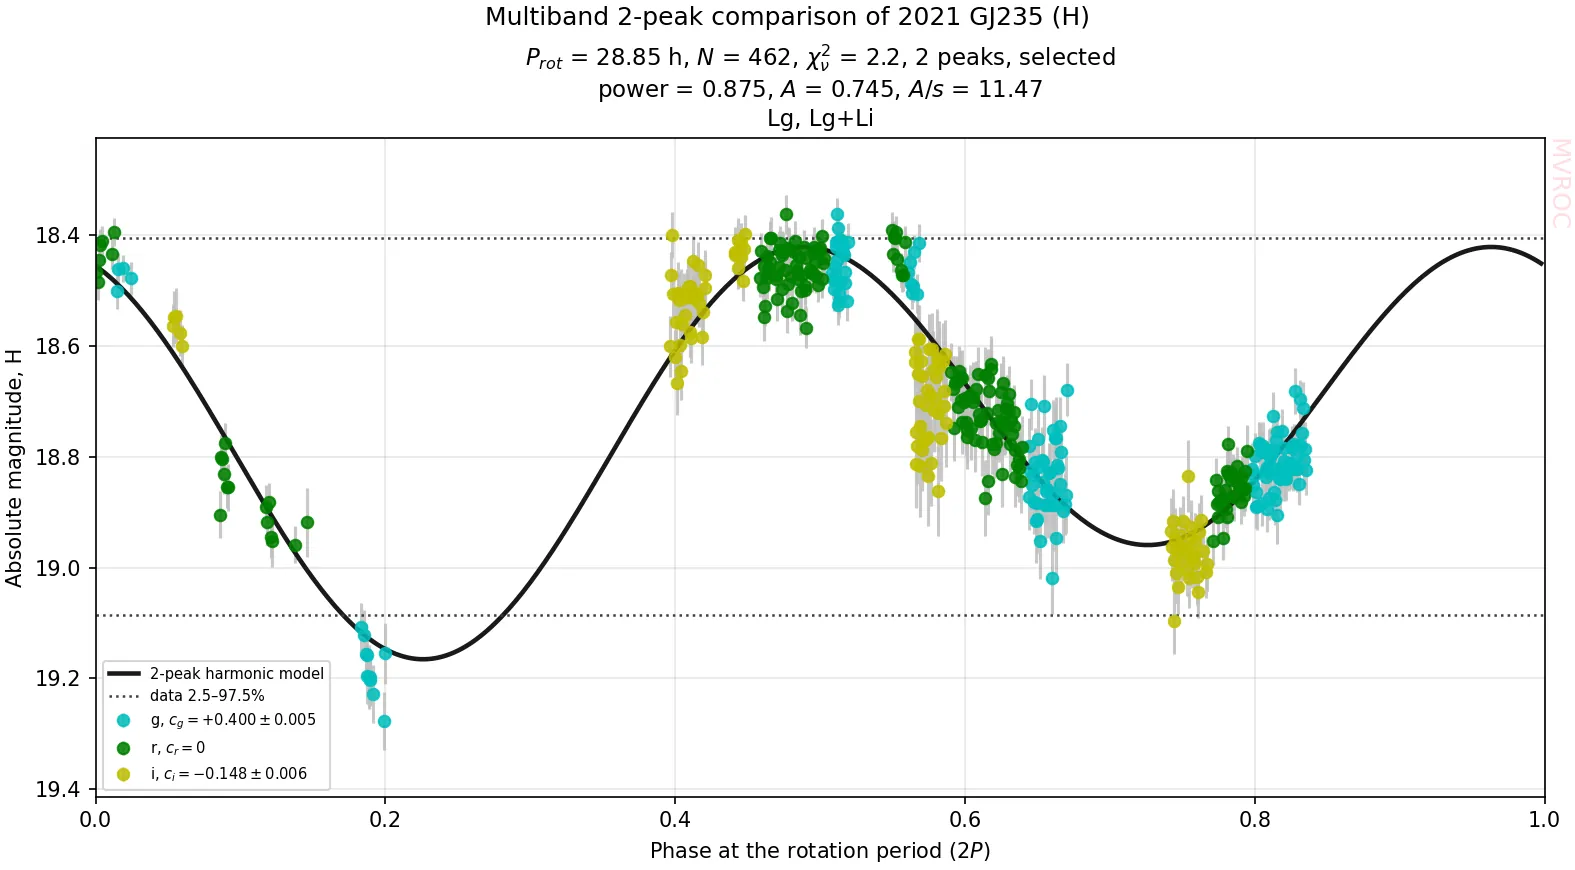 Multiband 2-peak comparison of 2021 GJ235 (H)
P_rot = 28.85 h, N = 462, χ²_ν = 2.2, 2 peaks, selected
power = 0.875, A = 0.745, A/s = 11.47
Lg, Lg+Li
MVROC
Absolute magnitude, H
18.4
18.6
18.8
19.0
19.2
19.4
2-peak harmonic model
data 2.5–97.5%
g, c_g = +0.400 ± 0.005
r, c_r = 0
i, c_i = −0.148 ± 0.006
0.0 0.2 0.4 0.6 0.8 1.0
Phase at the rotation period (2P)